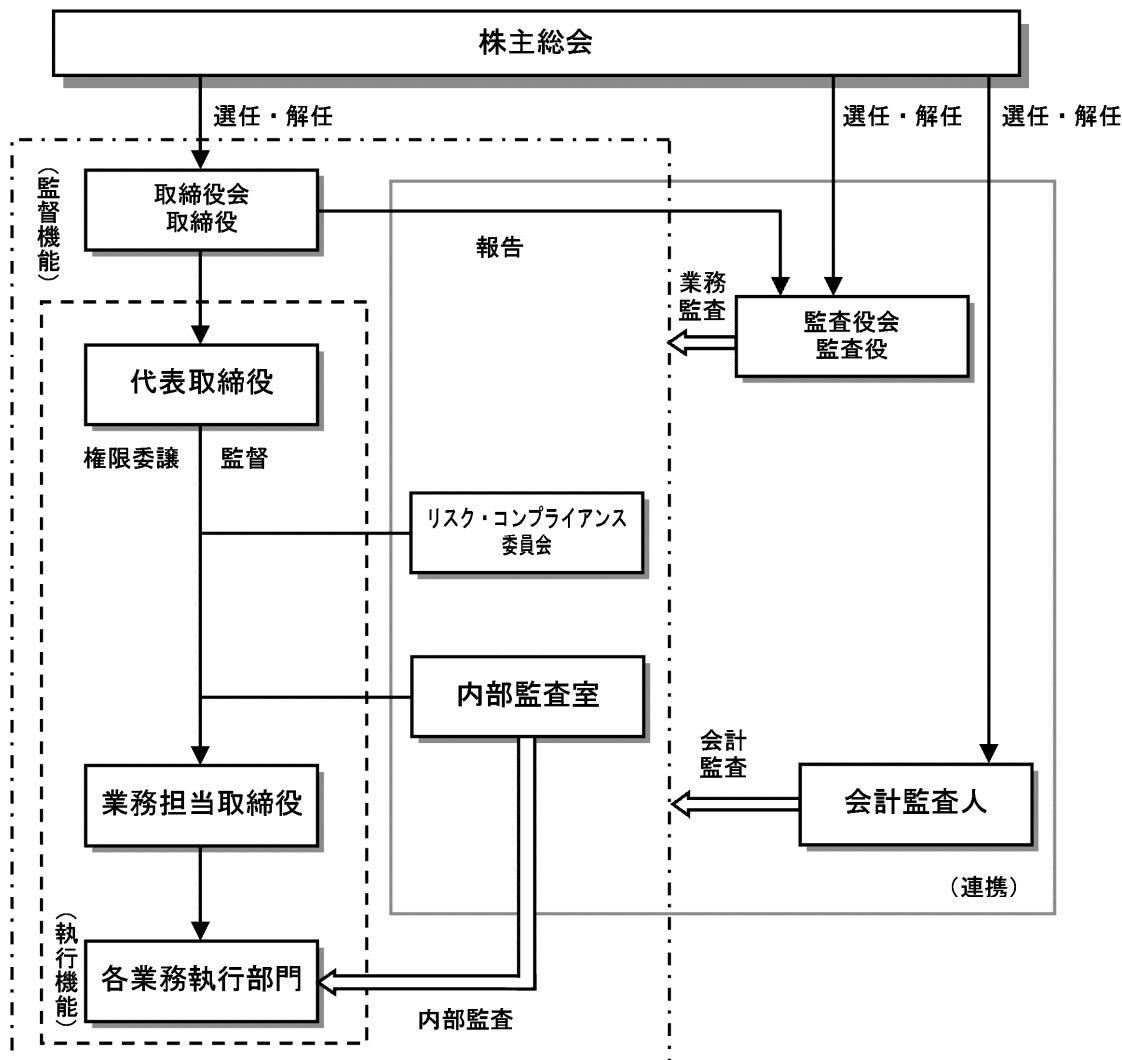 株主総会
選任・解任
選任・解任
選任・解任
（監督機能）
取締役会
取締役
報告
業務
監査
監査役会
監査役
代表取締役
権限委譲
監督
リスク・コンプライアンス
委員会
内部監査室
会計
監査
業務担当取締役
会計監査人
（連携）
（執行機能）
各業務執行部門
内部監査